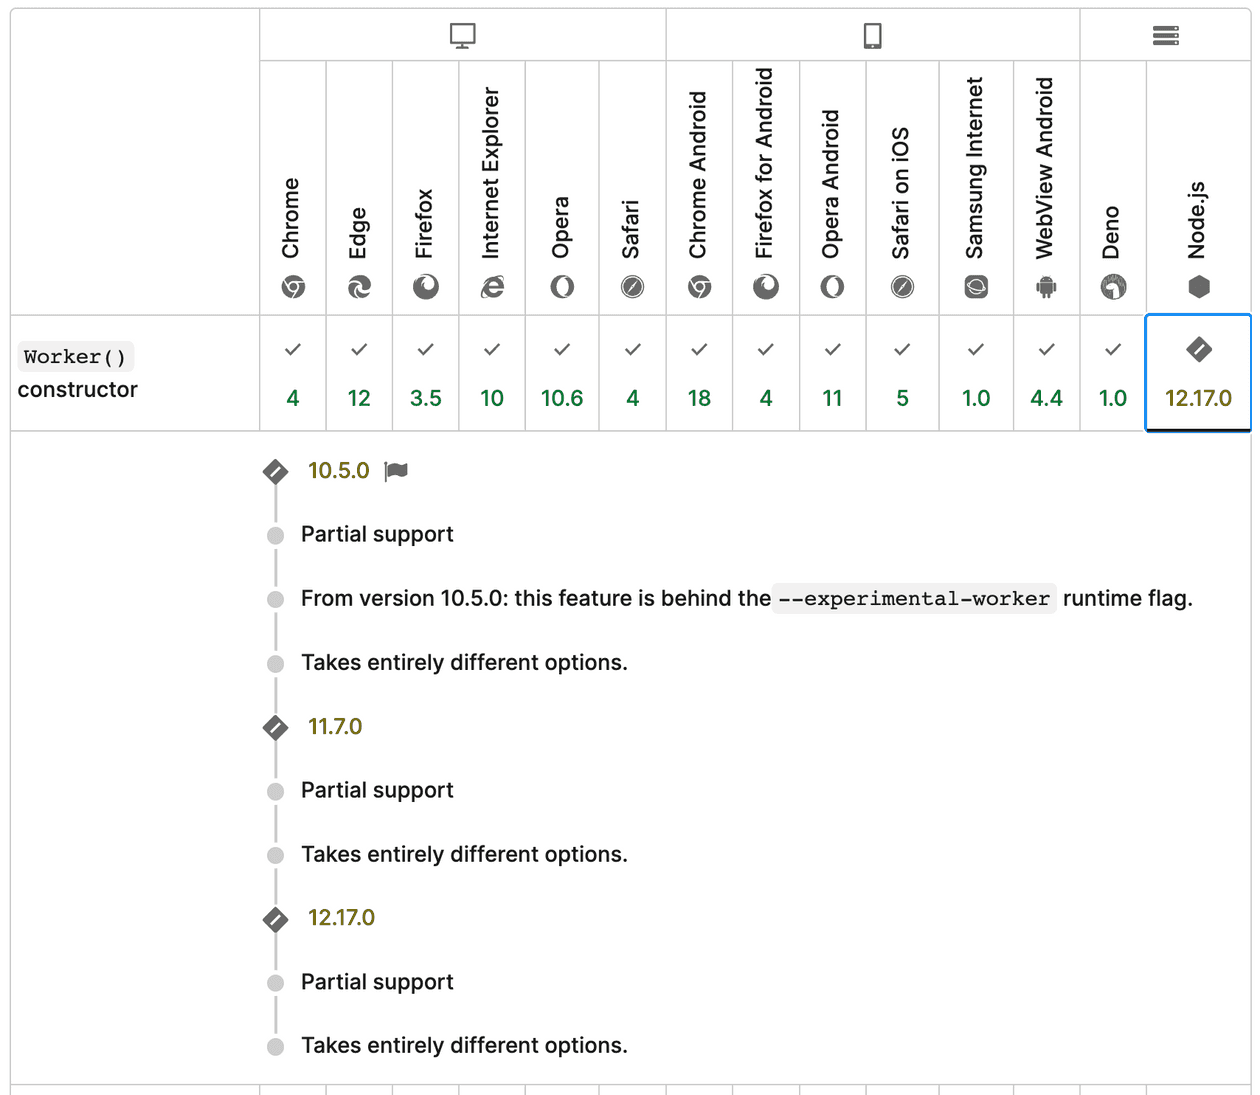 Chrome
Edge
Firefox
Internet Explorer
Opera
Safari
Chrome Android
Firefox for Android
Opera Android
Safari on iOS
Samsung Internet
WebView Android
Deno
Node.js
Worker()
constructor
4 12 3.5 10 10.6 4 18 4 11 5 1.0 4.4 1.0 12.17.0
10.5.0
Partial support
From version 10.5.0: this feature is behind the --experimental-worker runtime flag.
Takes entirely different options.
11.7.0
Partial support
Takes entirely different options.
12.17.0
Partial support
Takes entirely different options.